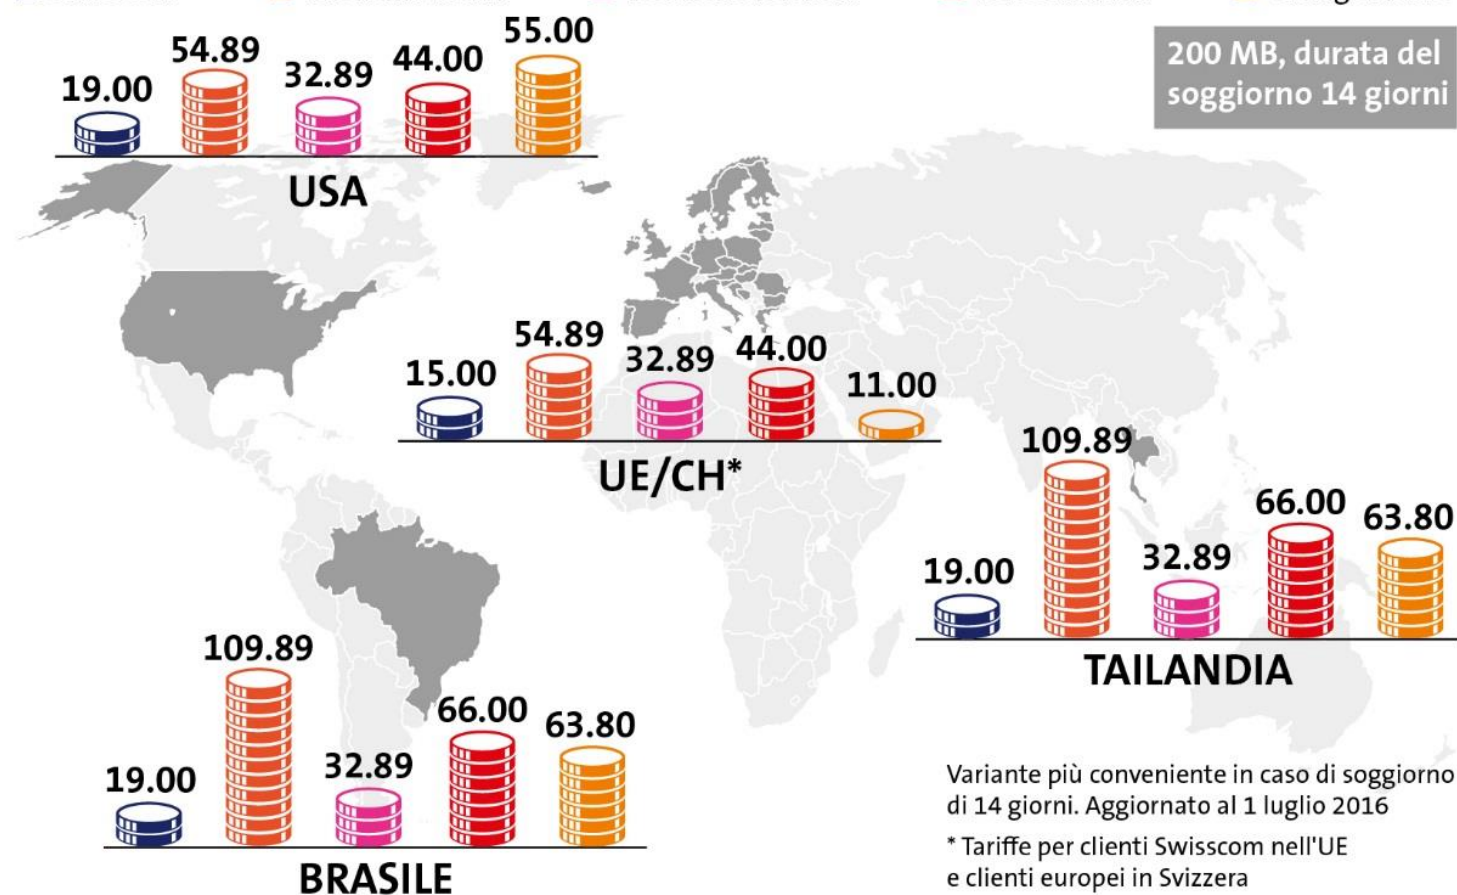 19.00
54.89
32.89
44.00
55.00
USA
200 MB, durata del
soggiorno 14 giorni
15.00
54.89
32.89
44.00
11.00
UE/CH*
19.00
109.89
32.89
66.00
63.80
TAILANDIA
19.00
109.89
32.89
66.00
63.80
BRASILE
Variante più conveniente in caso di soggiorno
di 14 giorni. Aggiornato al 1 luglio 2016
* Tariffe per clienti Swisscom nell'UE
e clienti europei in Svizzera